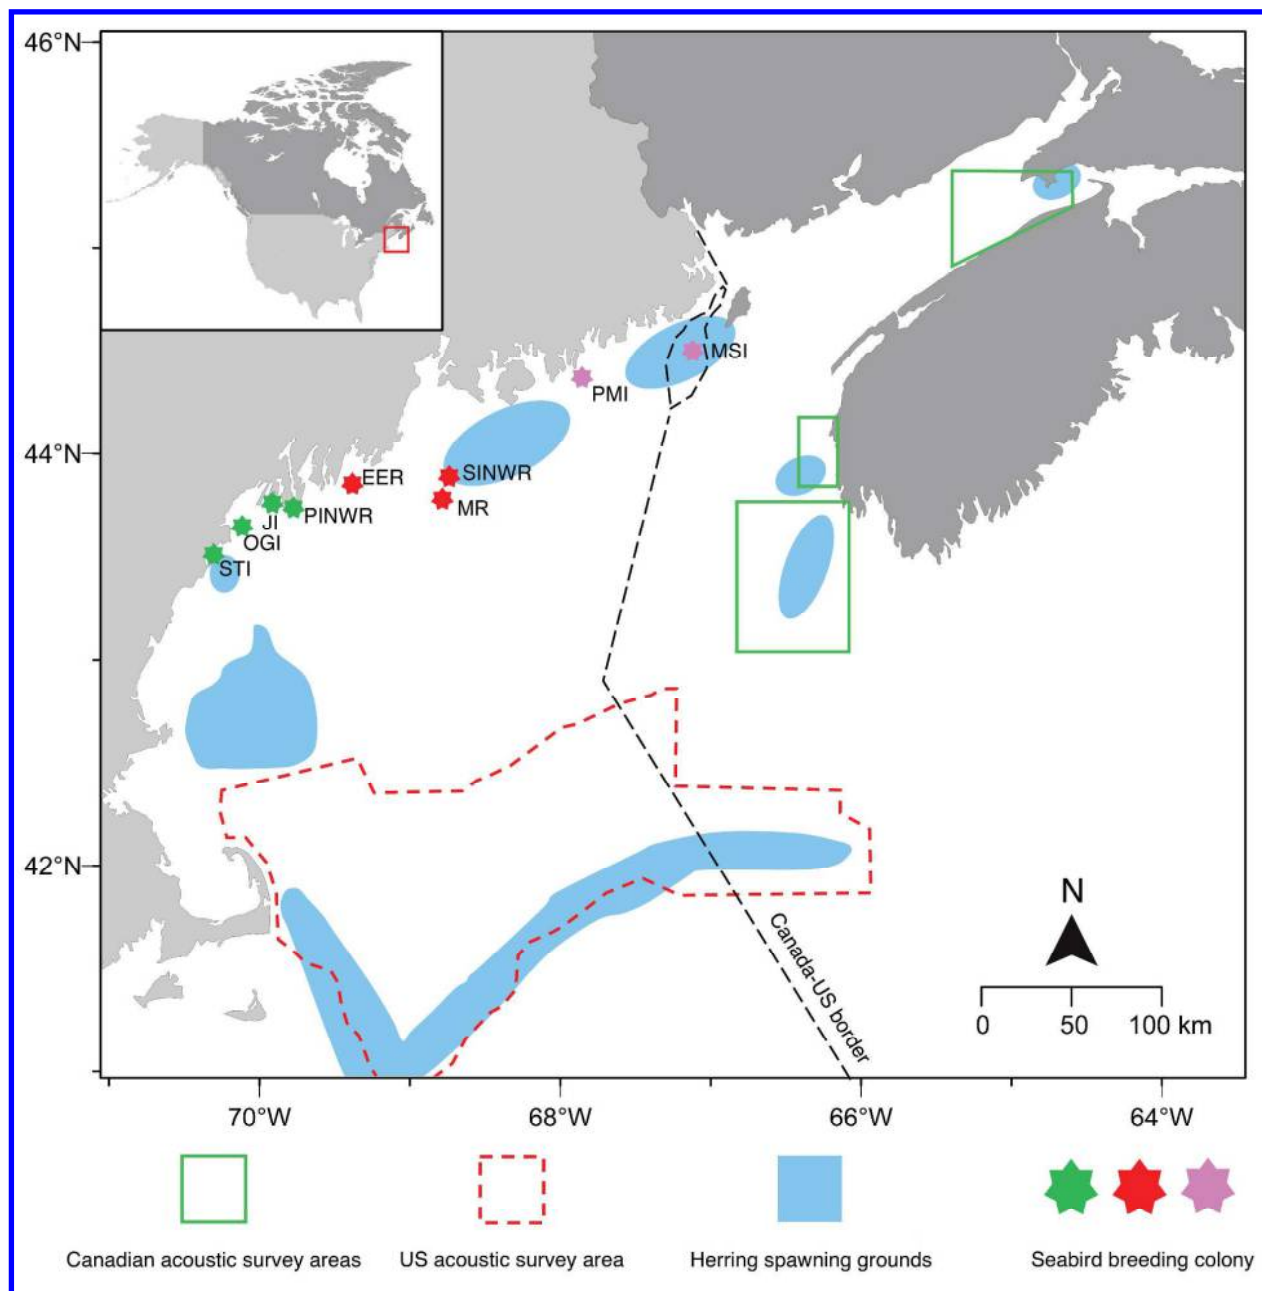 46°N
MSI
PMI
44°N
EER
SINWR
MR
JI
PINWR
OGI
STI
42°N
N
Canada-US border
0 50 100 km
70°W 68°W 66°W 64°W
Canadian acoustic survey areas US acoustic survey area Herring spawning grounds Seabird breeding colony